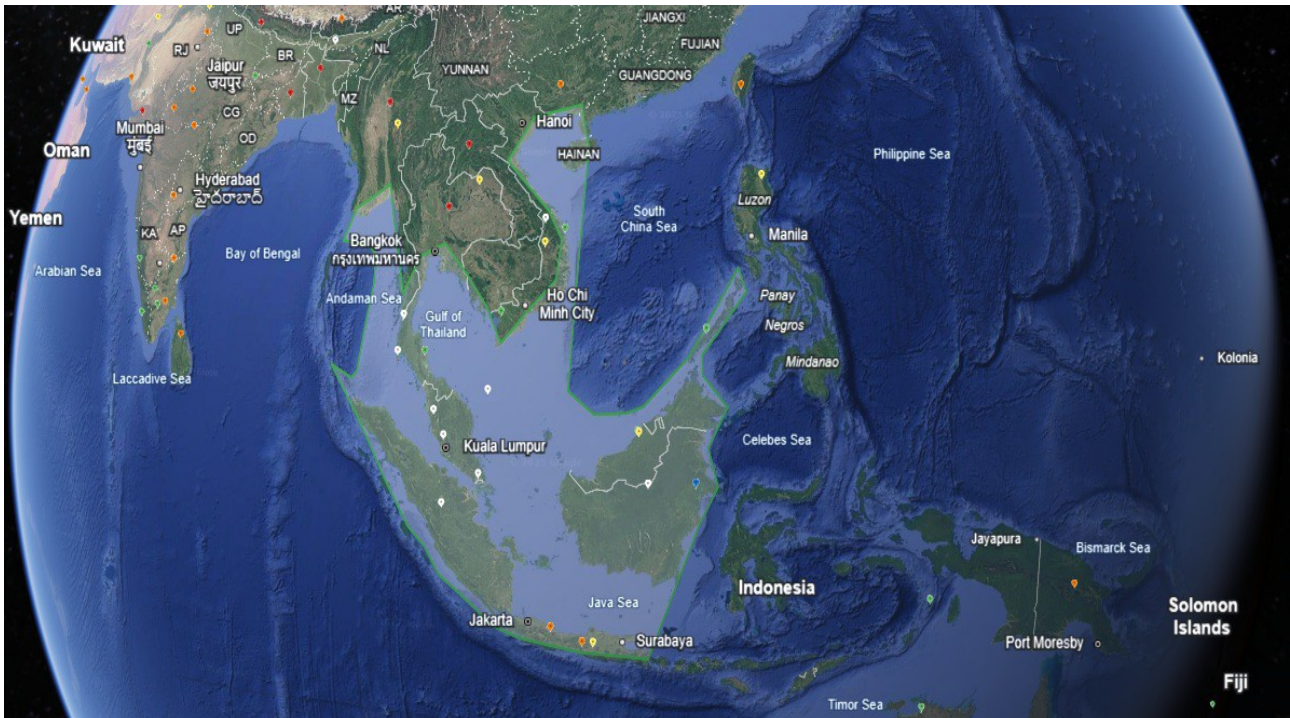 AR
JIANGXI
UP
Kuwait
RJ
NL
FUJIAN
BR
YUNNAN
Jaipur
जयपुर
GUANGDONG
MZ
CG
Hanoi
Mumbai
मुंबई
OD
Oman
HAINAN
Philippine Sea
Hyderabad
హైదరాబాద్
Luzon
Yemen
South
China Sea
KA
AP
Manila
Bangkok
กรุงเทพมหานคร
Bay of Bengal
Arabian Sea
Andaman Sea
Ho Chi
Minh City
Panay
Gulf of
Thailand
Negros
Kolonia
Mindanao
Laccadive Sea
Kuala Lumpur
Celebes Sea
Jayapura
Bismarck Sea
Indonesia
Java Sea
Solomon
Islands
Jakarta
Surabaya
Port Moresby
Fiji
Timor Sea